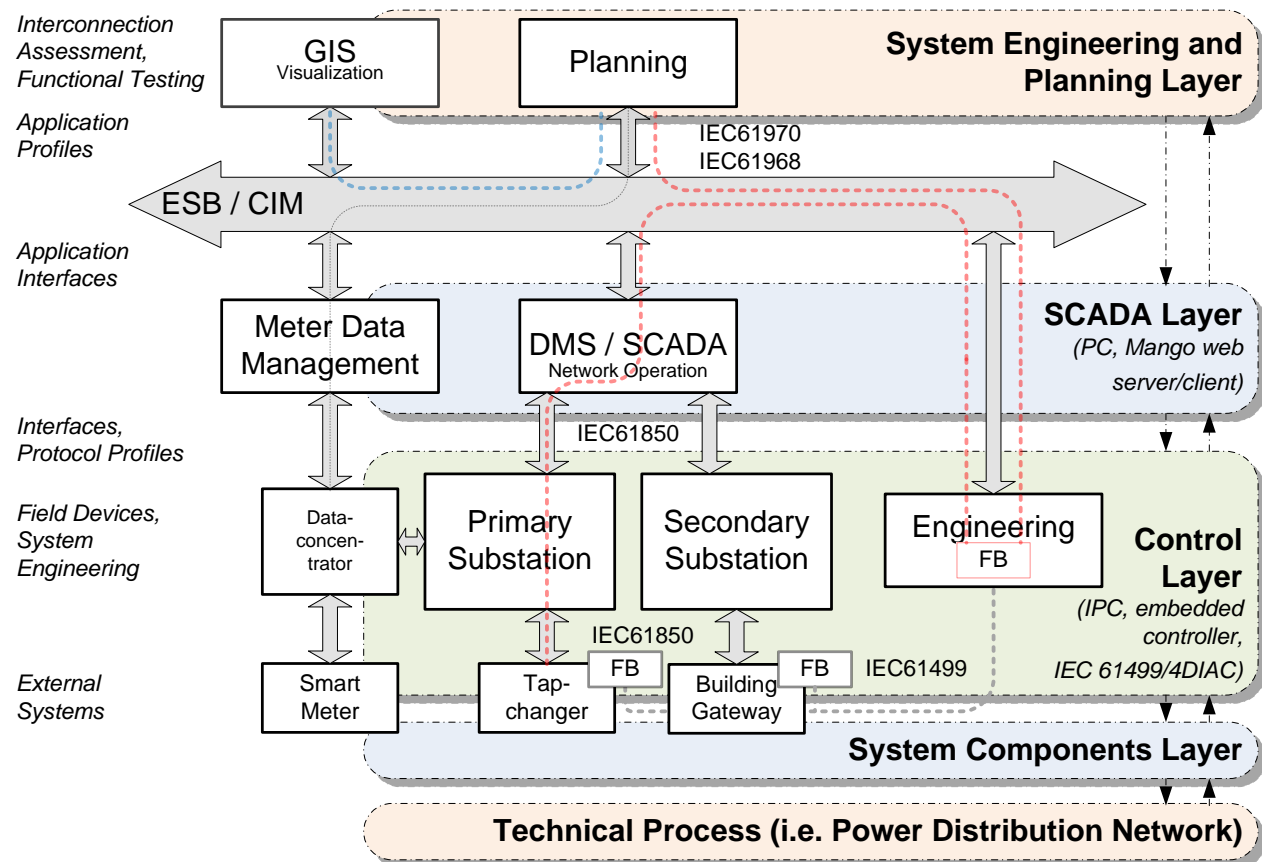 Interconnection
Assessment,
Functional Testing
GIS
Visualization
Planning
System Engineering and
Planning Layer
Application
Profiles
IEC61970
IEC61968
ESB / CIM
Application
Interfaces
Meter Data
Management
DMS / SCADA
Network Operation
SCADA Layer
(PC, Mango web
server/client)
Interfaces,
Protocol Profiles
IEC61850
Field Devices,
System
Engineering
Data-
concen-
trator
Primary
Substation
Secondary
Substation
Engineering
FB
Control
Layer
(IPC, embedded
controller,
IEC 61499/4DIAC)
IEC61850
External
Systems
Smart
Meter
Tap-
changer
FB
Building
Gateway
FB
IEC61499
System Components Layer
Technical Process (i.e. Power Distribution Network)